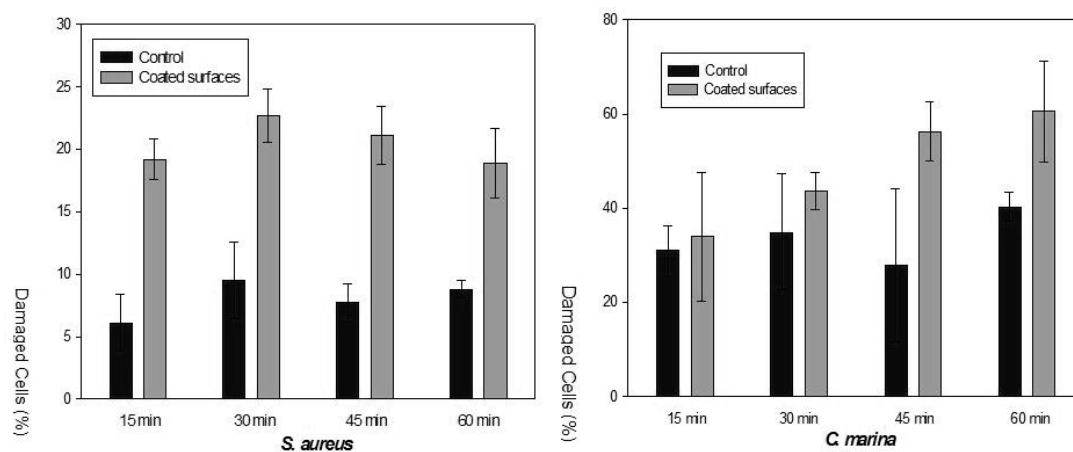 30
25
20
15
10
5
0
Damaged Cells (%)
Control
Coated surfaces
15 min
30 min
45 min
60 min
S. aureus
80
60
40
20
0
Damaged Cells (%)
Control
Coated surfaces
15 min
30 min
45 min
60 min
C. marina